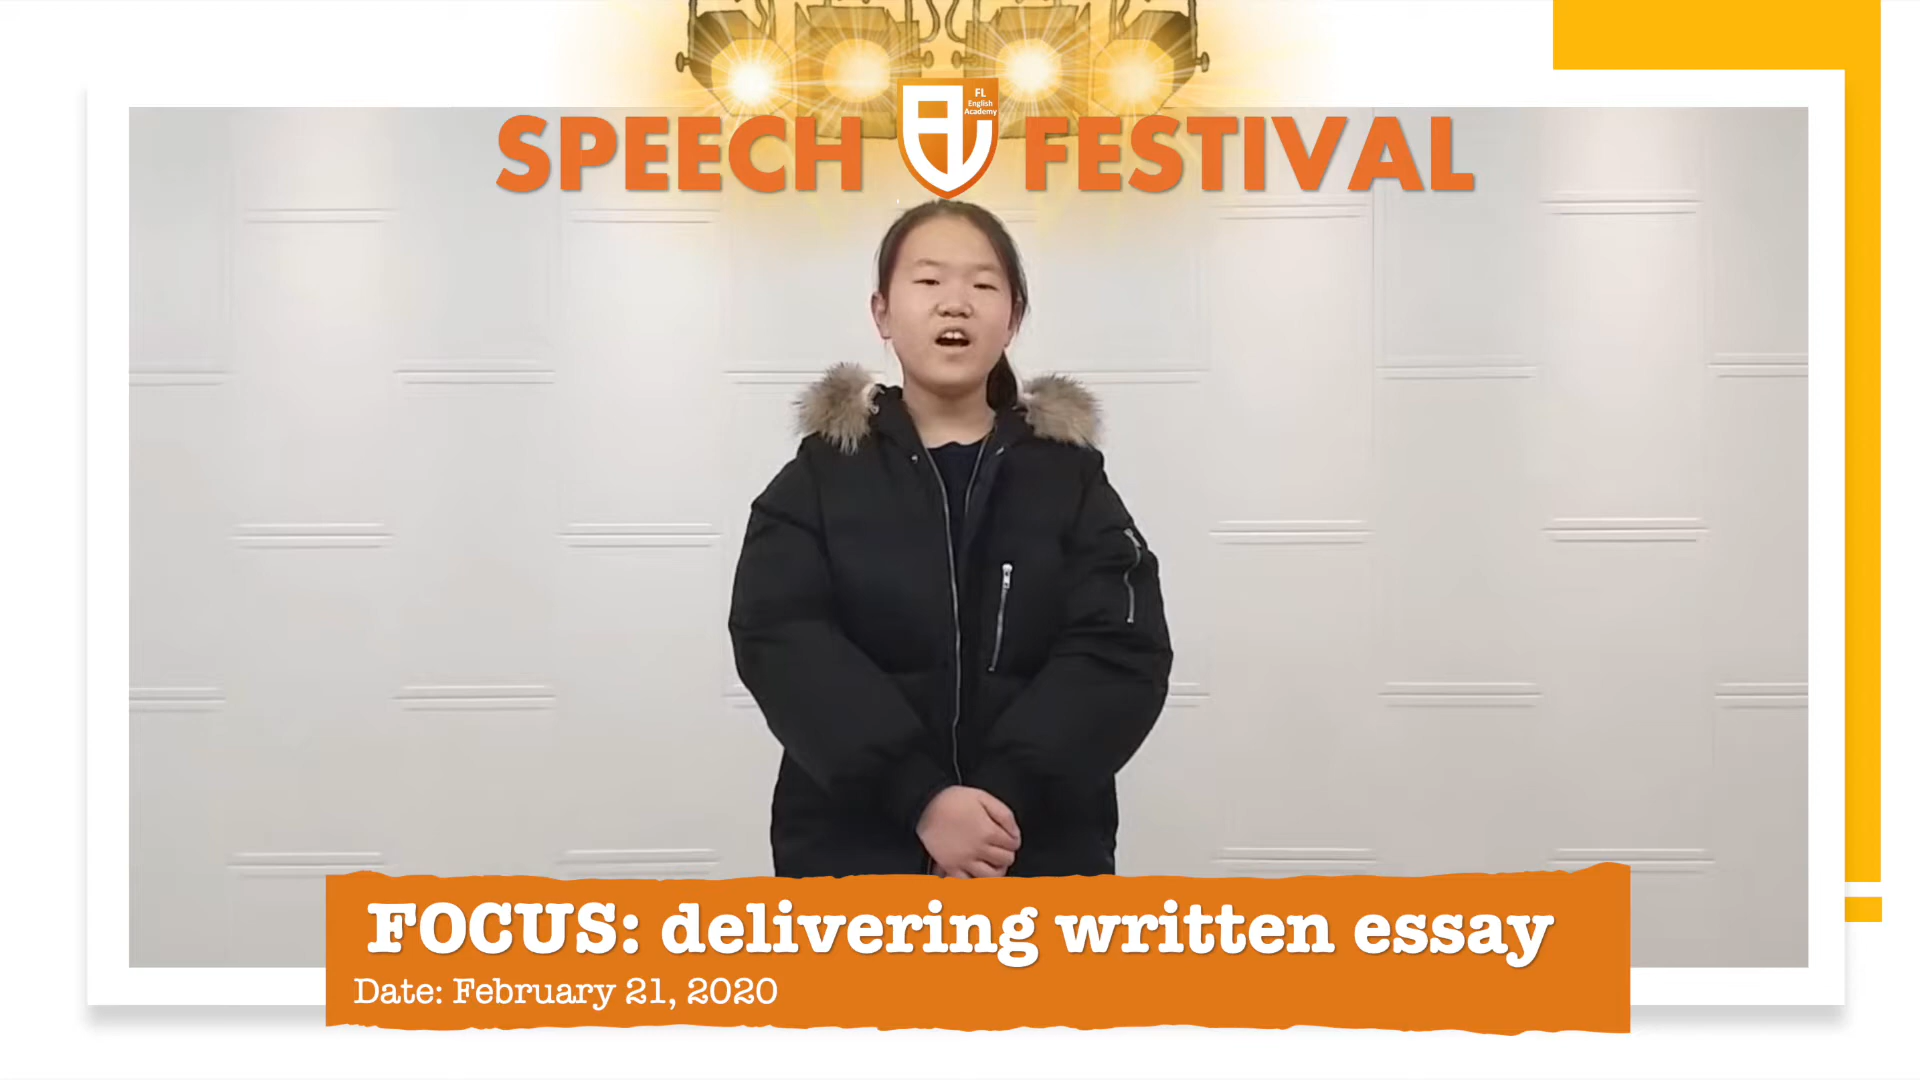 FL
English
Academy
SPEECH FESTIVAL
FOCUS: delivering written essay
Date: February 21, 2020